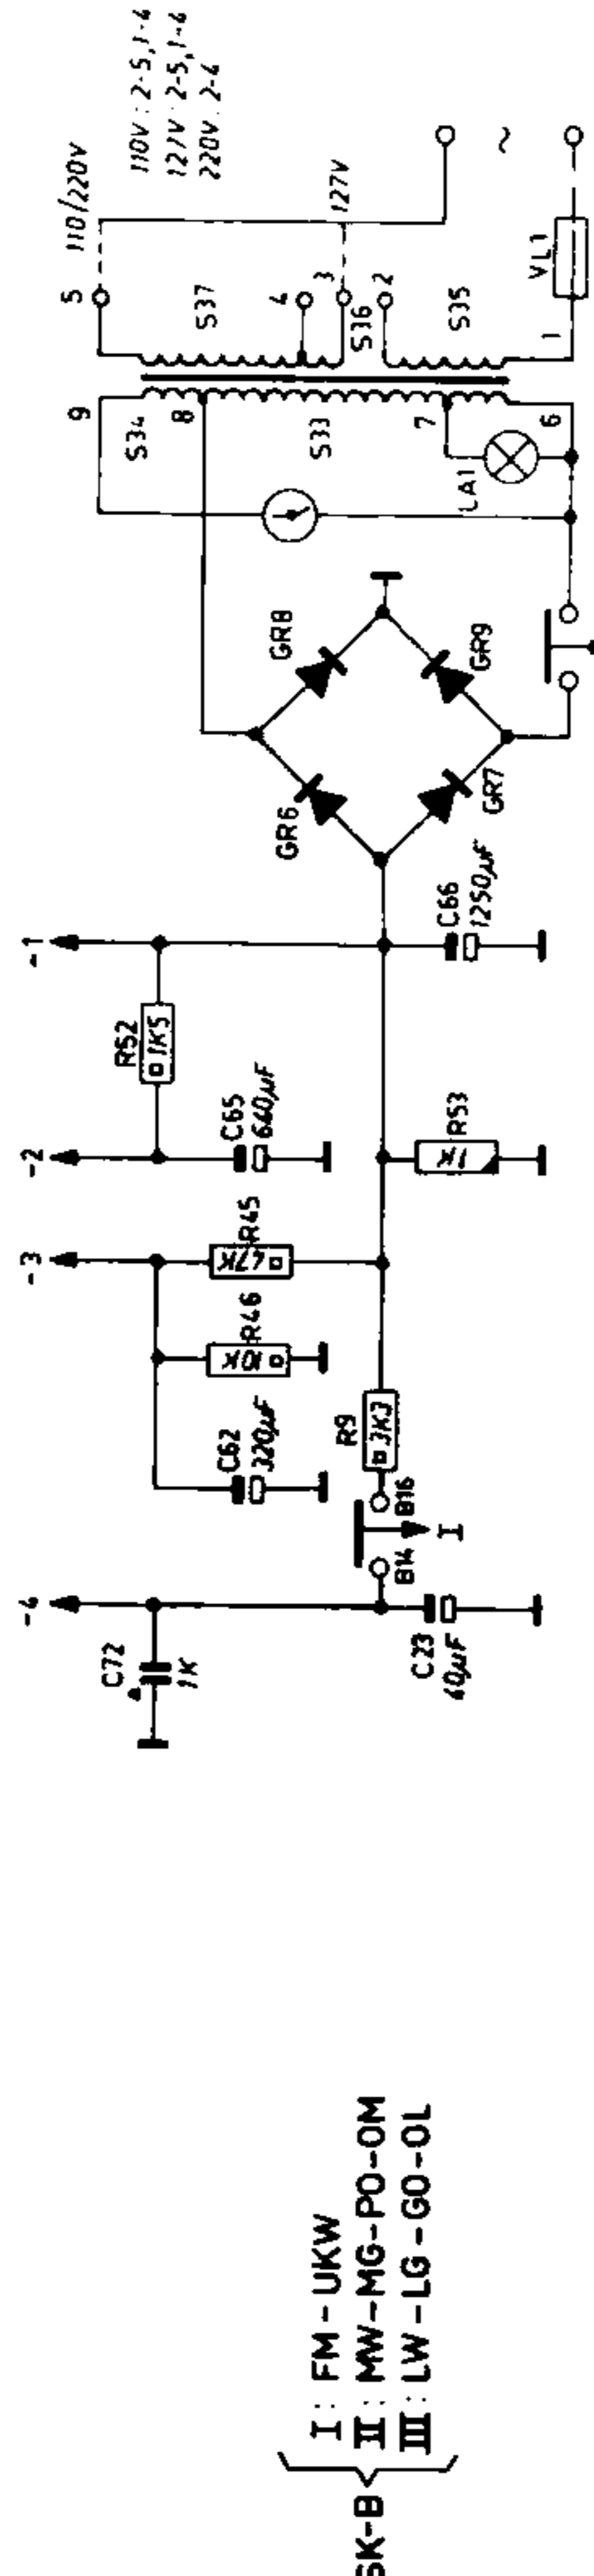 SK-B
I : FM - UKW
II : MW-MG-PO-OM
III : LW-LG-GO-OL
-4
-3
-2
-1
C72
1K
C23
40µF
B14
B16
I
R9
3K3
C62
320µF
R46
10K
R45
47K
C65
640µF
R52
1K5
R53
1K
C66
1250µF
GR6
GR7
GR8
GR9
LA1
9
8
7
6
S34
S33
5
4
3
2
1
S37
S36
S35
110/220V
127V
VL1
~
110V : 2-5,1-4
127V : 2-5,1-4
220V : 2-4